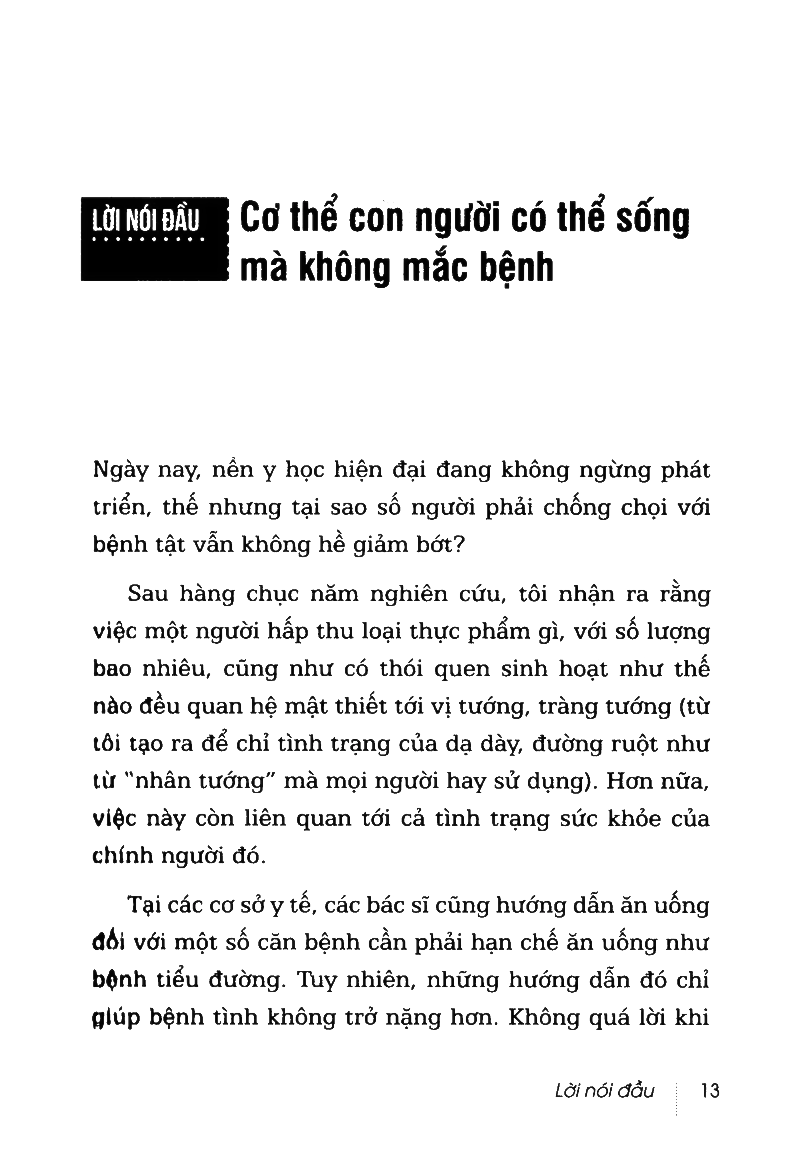 LỜI NÓI ĐẦU
Cơ thể con người có thể sống
mà không mắc bệnh
Ngày nay, nền y học hiện đại đang không ngừng phát
triển, thế nhưng tại sao số người phải chống chọi với
bệnh tật vẫn không hề giảm bớt?
Sau hàng chục năm nghiên cứu, tôi nhận ra rằng
việc một người hấp thu loại thực phẩm gì, với số lượng
bao nhiêu, cũng như có thói quen sinh hoạt như thế
nào đều quan hệ mật thiết tới vị tướng, tràng tướng (từ
tôi tạo ra để chỉ tình trạng của dạ dày, đường ruột như
từ "nhân tướng" mà mọi người hay sử dụng). Hơn nữa,
việc này còn liên quan tới cả tình trạng sức khỏe của
chính người đó.
Tại các cơ sở y tế, các bác sĩ cũng hướng dẫn ăn uống
đối với một số căn bệnh cần phải hạn chế ăn uống như
bệnh tiểu đường. Tuy nhiên, những hướng dẫn đó chỉ
giúp bệnh tình không trở nặng hơn. Không quá lời khi
Lời nói đầu 13